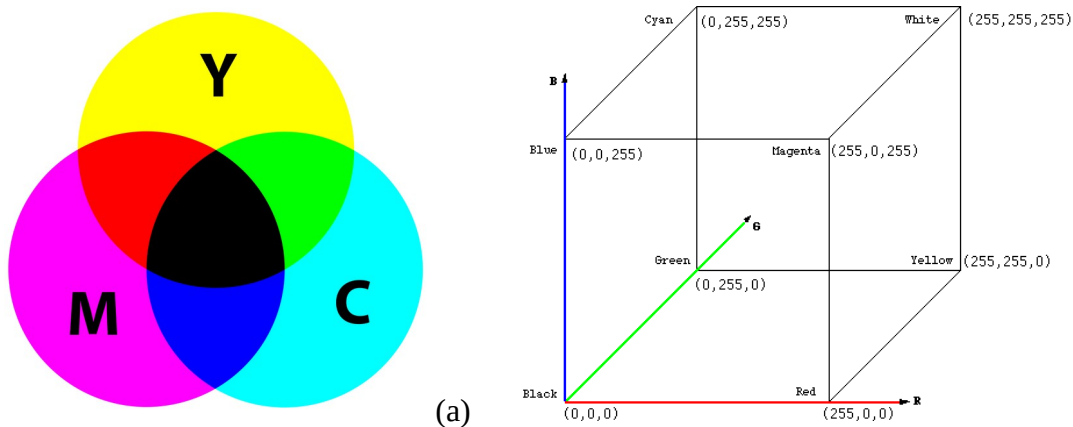 Y
M
C
(a)
Cyan
(0,255,255)
White
(255,255,255)
B
Blue
(0,0,255)
Magenta
(255,0,255)
G
Green
(0,255,0)
Yellow
(255,255,0)
Black
(0,0,0)
Red
(255,0,0)
R